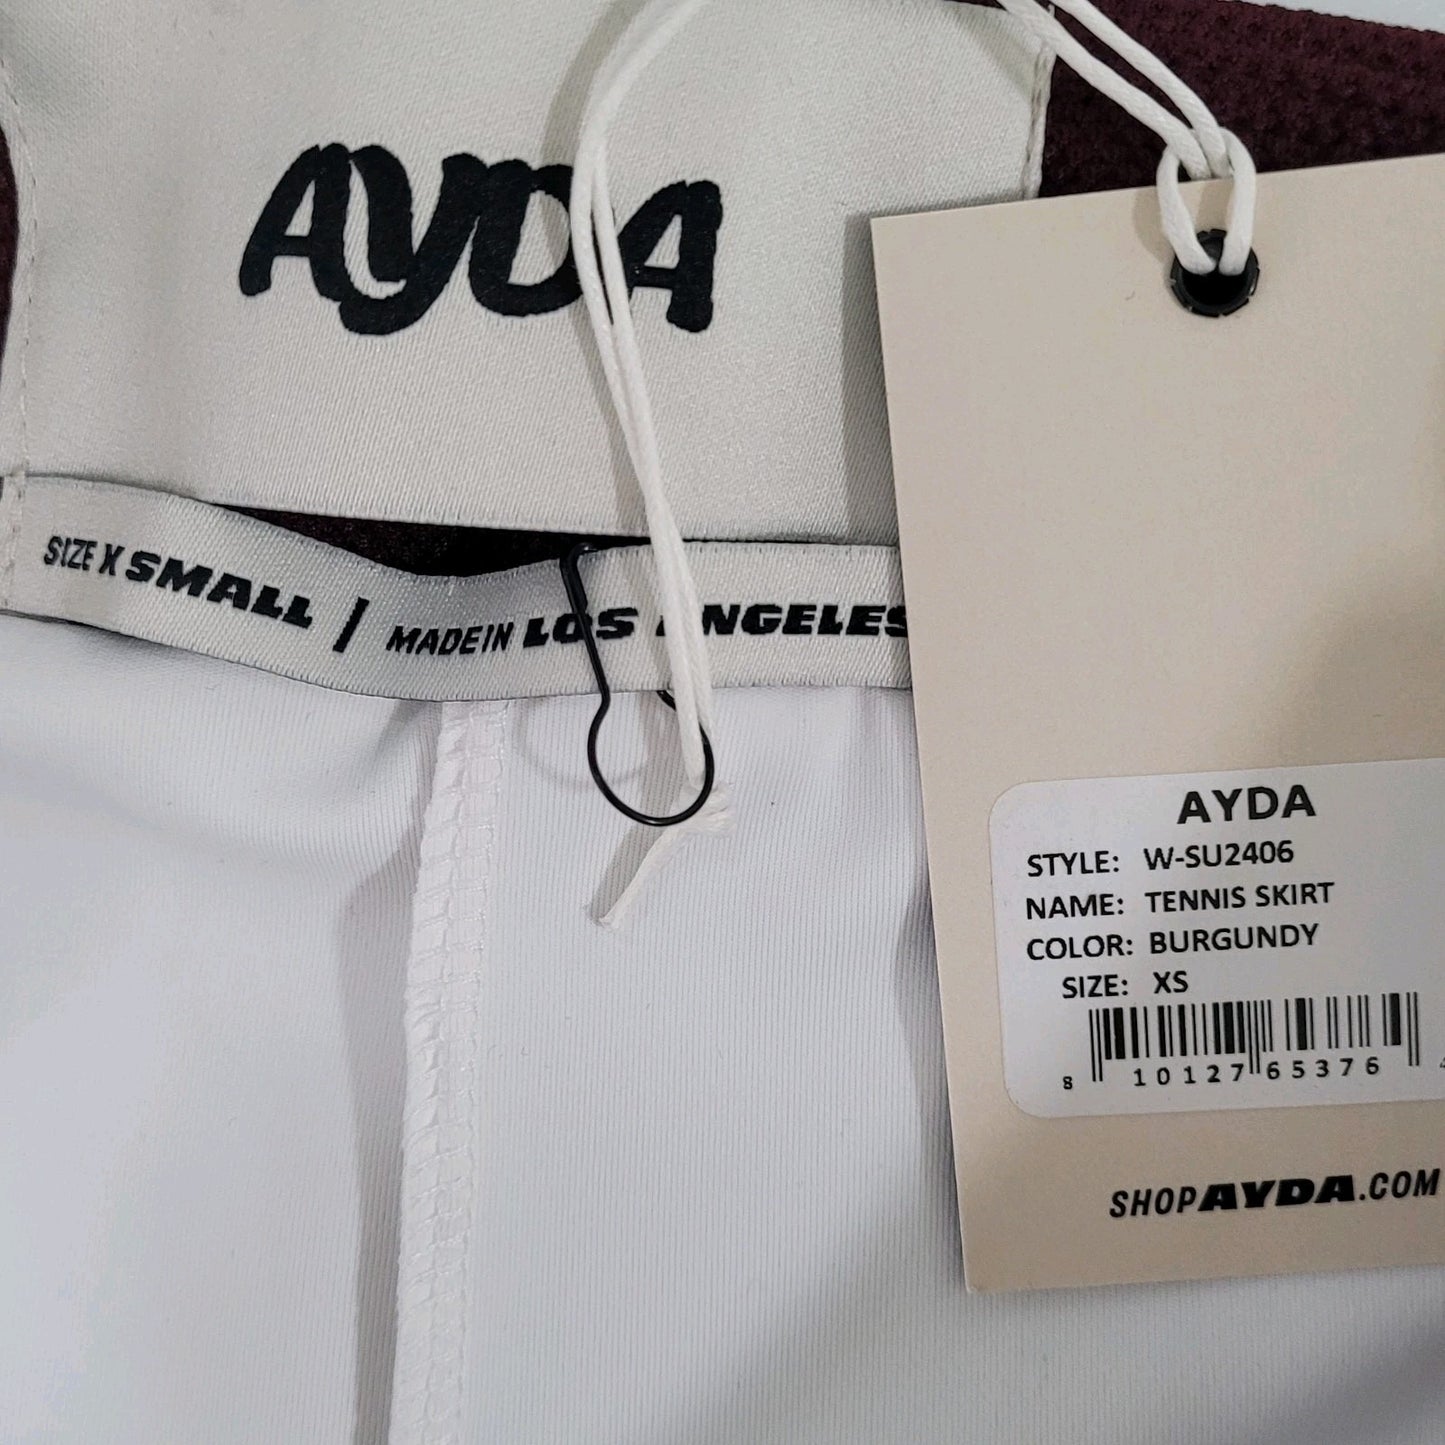 AYDA
SIZE X SMALL | MADE IN LOS ANGELES
AYDA
STYLE: W-SU2406
NAME: TENNIS SKIRT
COLOR: BURGUNDY
SIZE: XS
8 10127 65376
SHOPAYDA.COM